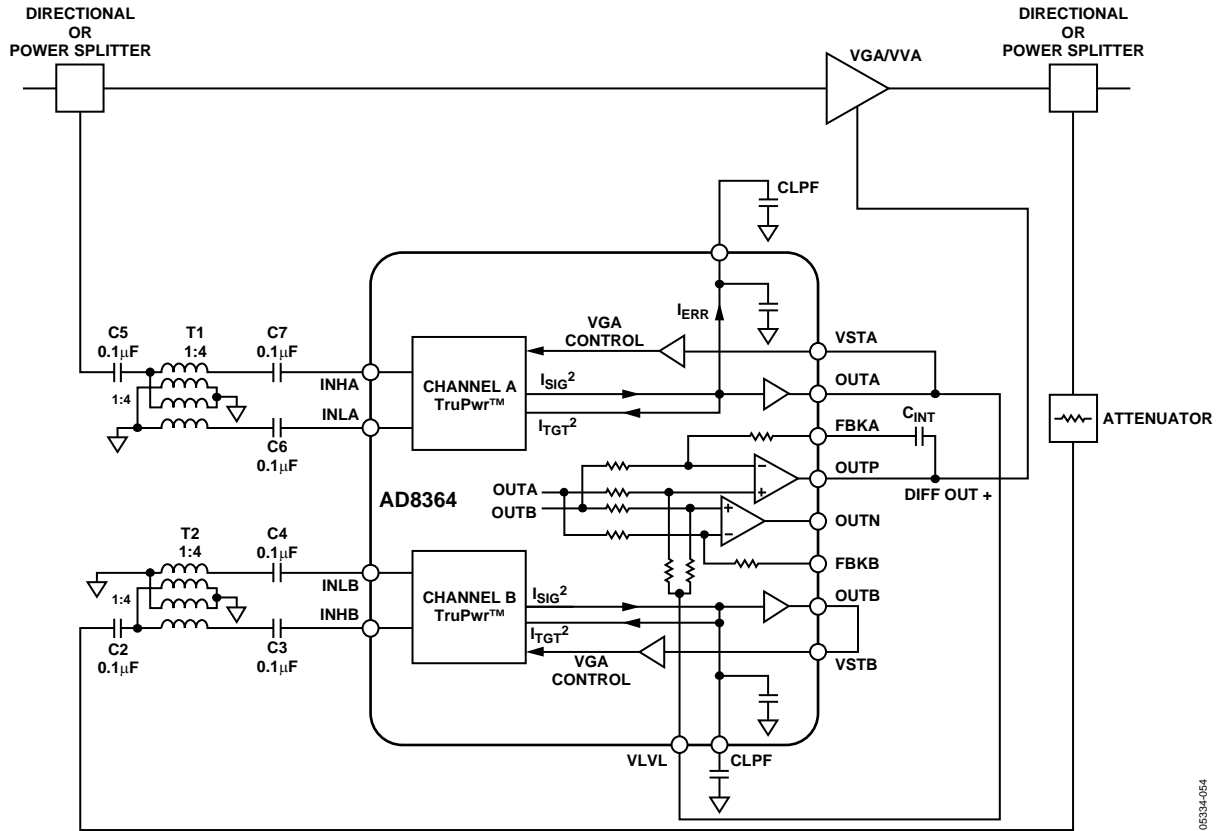 DIRECTIONAL
OR
POWER SPLITTER
VGA/VVA
DIRECTIONAL
OR
POWER SPLITTER
CLPF
IERR
VGA
CONTROL
VSTA
C5
0.1μF
T1
1:4
C7
0.1μF
1:4
INHA
INLA
C6
0.1μF
CHANNEL A
TruPwr™
ISIG2
ITGT2
OUTA
FBKA
CINT
ATTENUATOR
OUTP
DIFF OUT +
AD8364
OUTA
OUTB
–
+
+
–
OUTN
FBKB
T2
1:4
C4
0.1μF
1:4
INLB
INHB
C2
0.1μF
C3
0.1μF
CHANNEL B
TruPwr™
ISIG2
ITGT2
VGA
CONTROL
OUTB
VSTB
VLVL
CLPF
05334-054